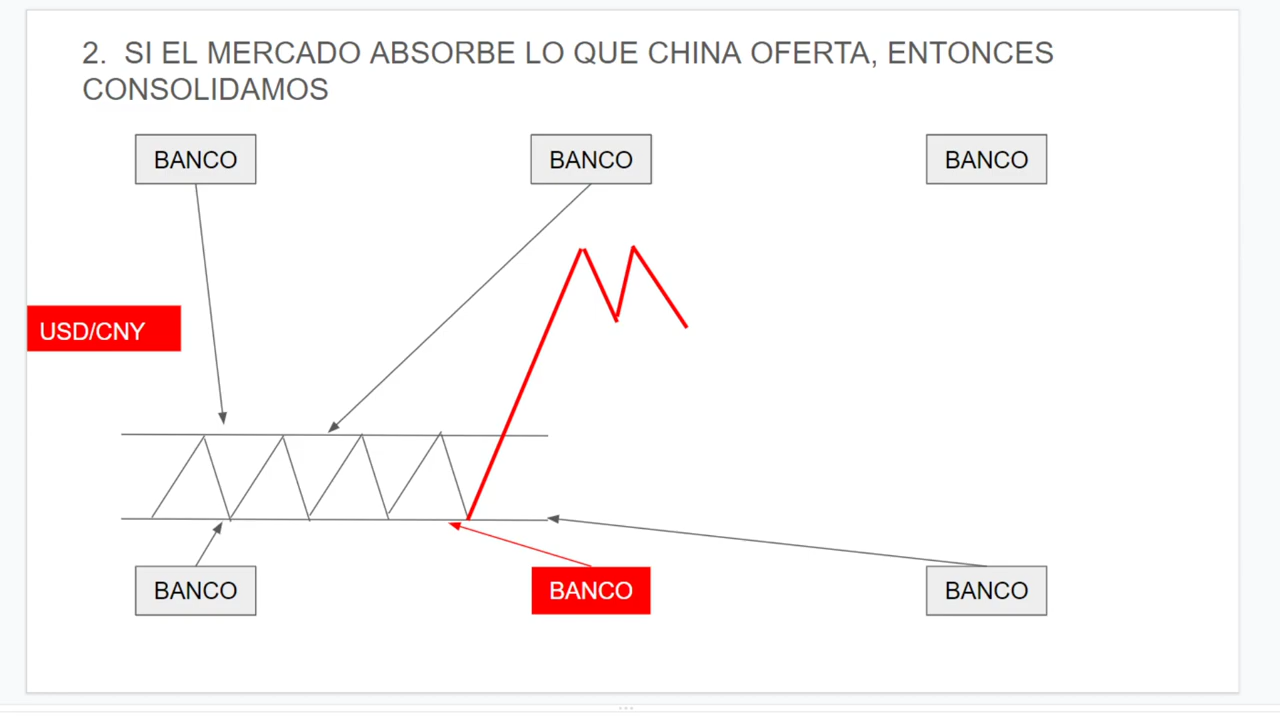 2. SI EL MERCADO ABSORBE LO QUE CHINA OFERTA, ENTONCES
CONSOLIDAMOS
BANCO
BANCO
BANCO
USD/CNY
BANCO
BANCO
BANCO